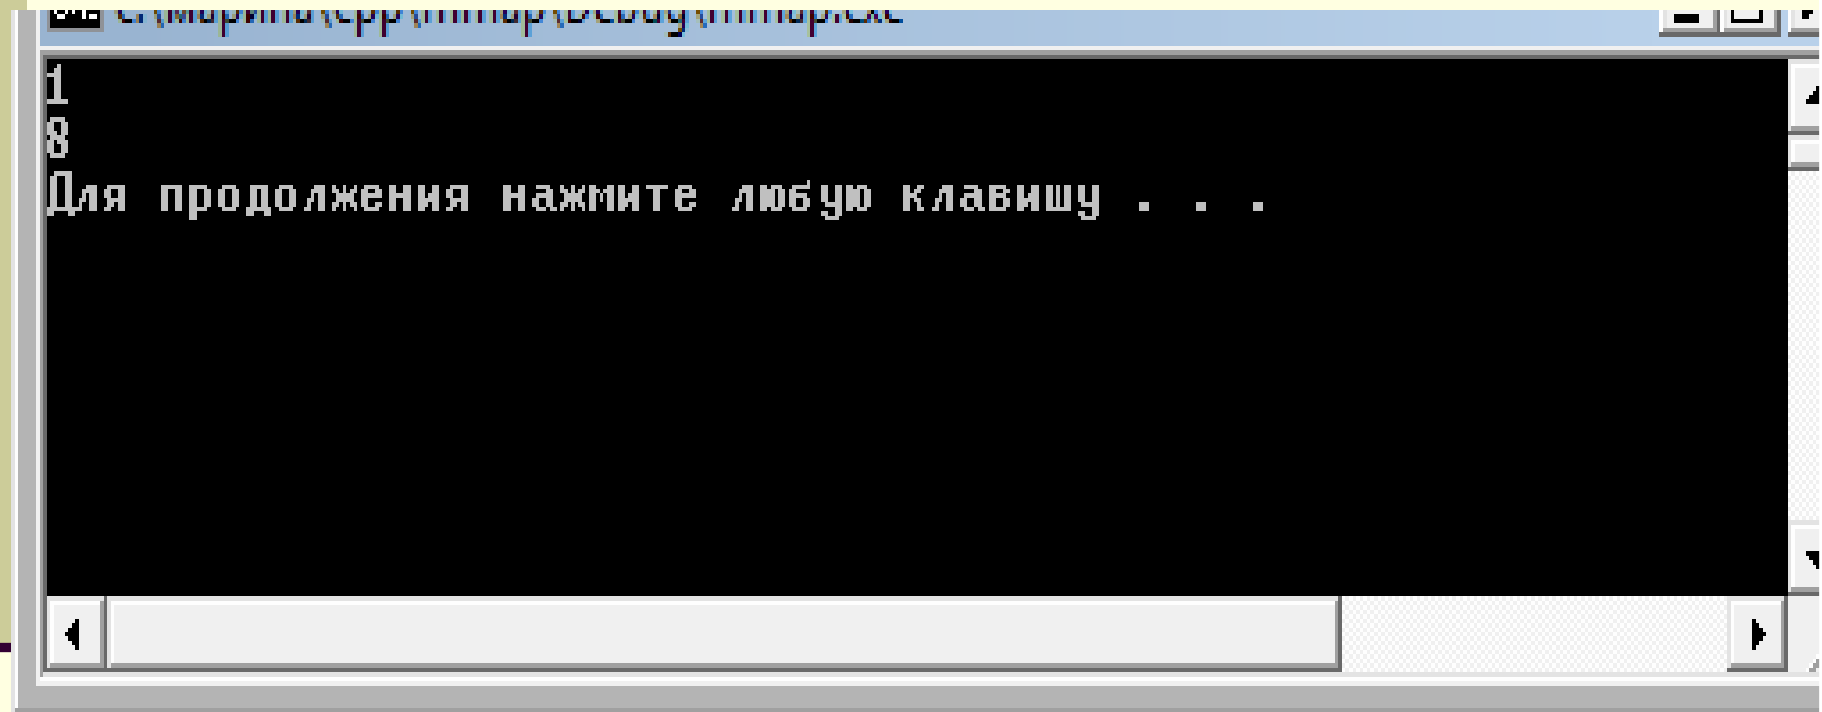 1
8
Для продолжения нажмите любую клавишу . . .